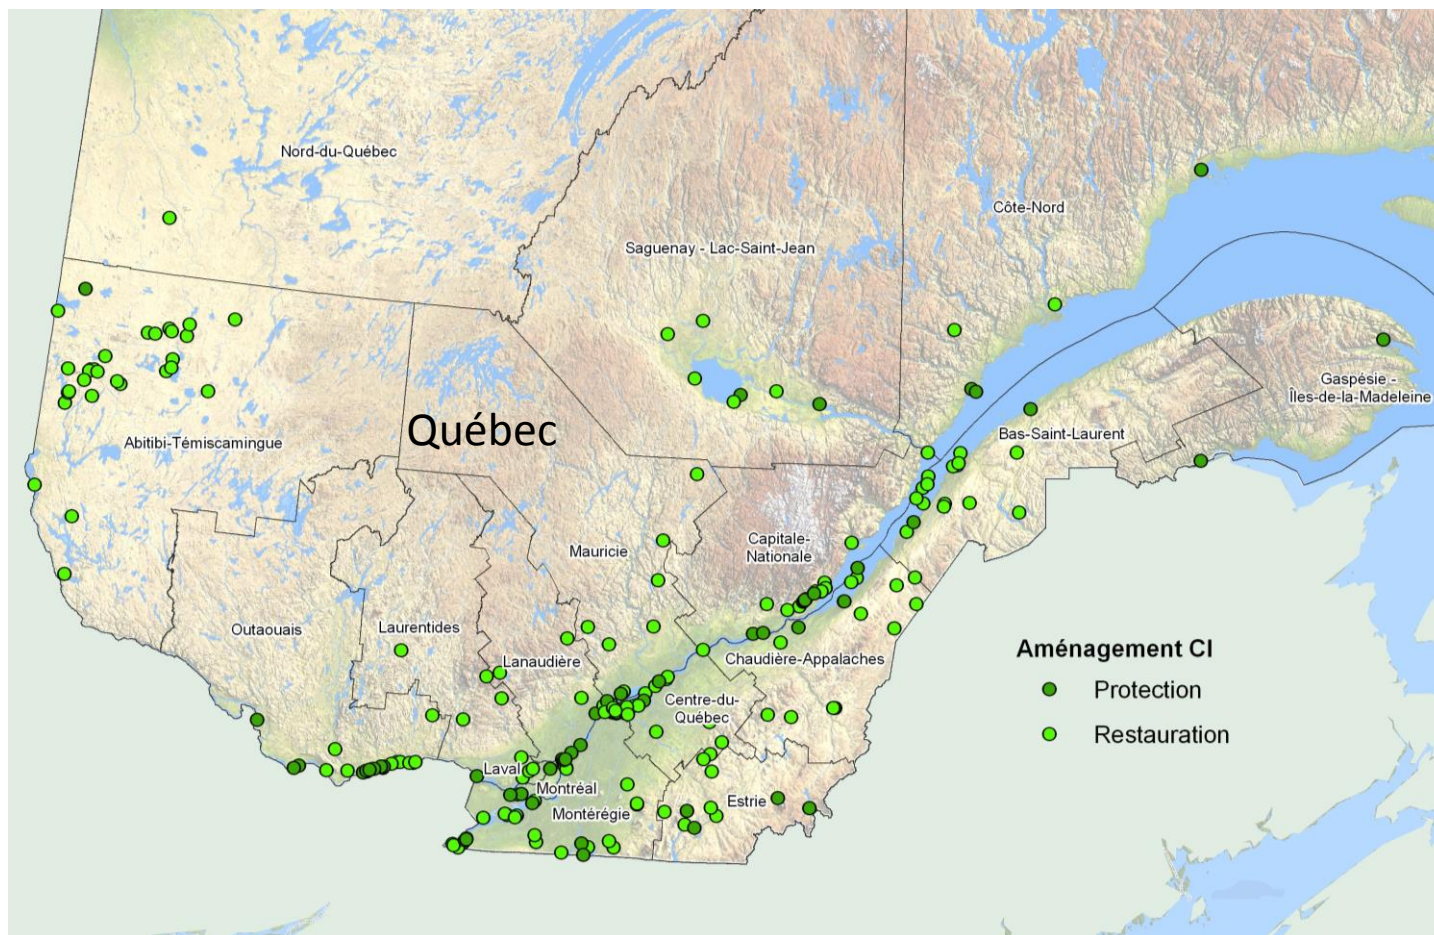 Nord-du-Québec
Côte-Nord
Saguenay - Lac-Saint-Jean
Gaspésie -
Îles-de-la-Madeleine
Québec
Bas-Saint-Laurent
Abitibi-Témiscamingue
Capitale-
Nationale
Mauricie
Outaouais
Laurentides
Lanaudière
Chaudière-Appalaches
Centre-du-
Québec
Laval
Montréal
Montérégie
Estrie
Aménagement CI
Protection
Restauration